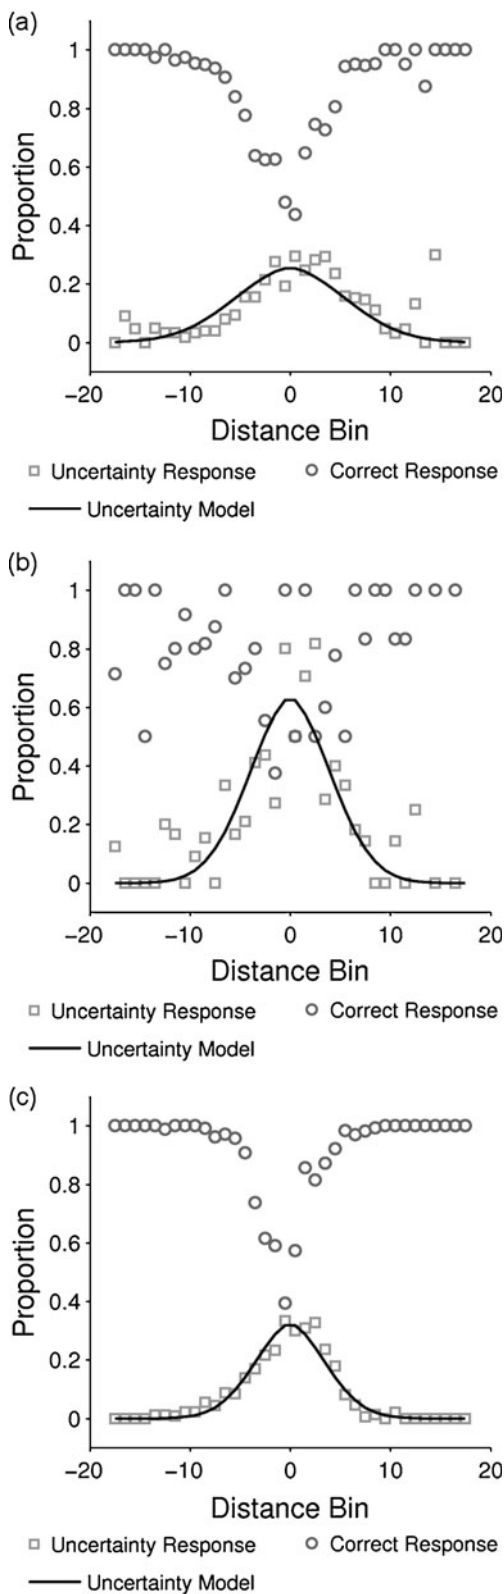 (a)
1
0.8
0.6
0.4
0.2
0
Proportion
−20 −10 0 10 20
Distance Bin
Uncertainty Response Correct Response
Uncertainty Model
(b)
1
0.8
0.6
0.4
0.2
0
Proportion
−20 −10 0 10 20
Distance Bin
Uncertainty Response Correct Response
Uncertainty Model
(c)
1
0.8
0.6
0.4
0.2
0
Proportion
−20 −10 0 10 20
Distance Bin
Uncertainty Response Correct Response
Uncertainty Model